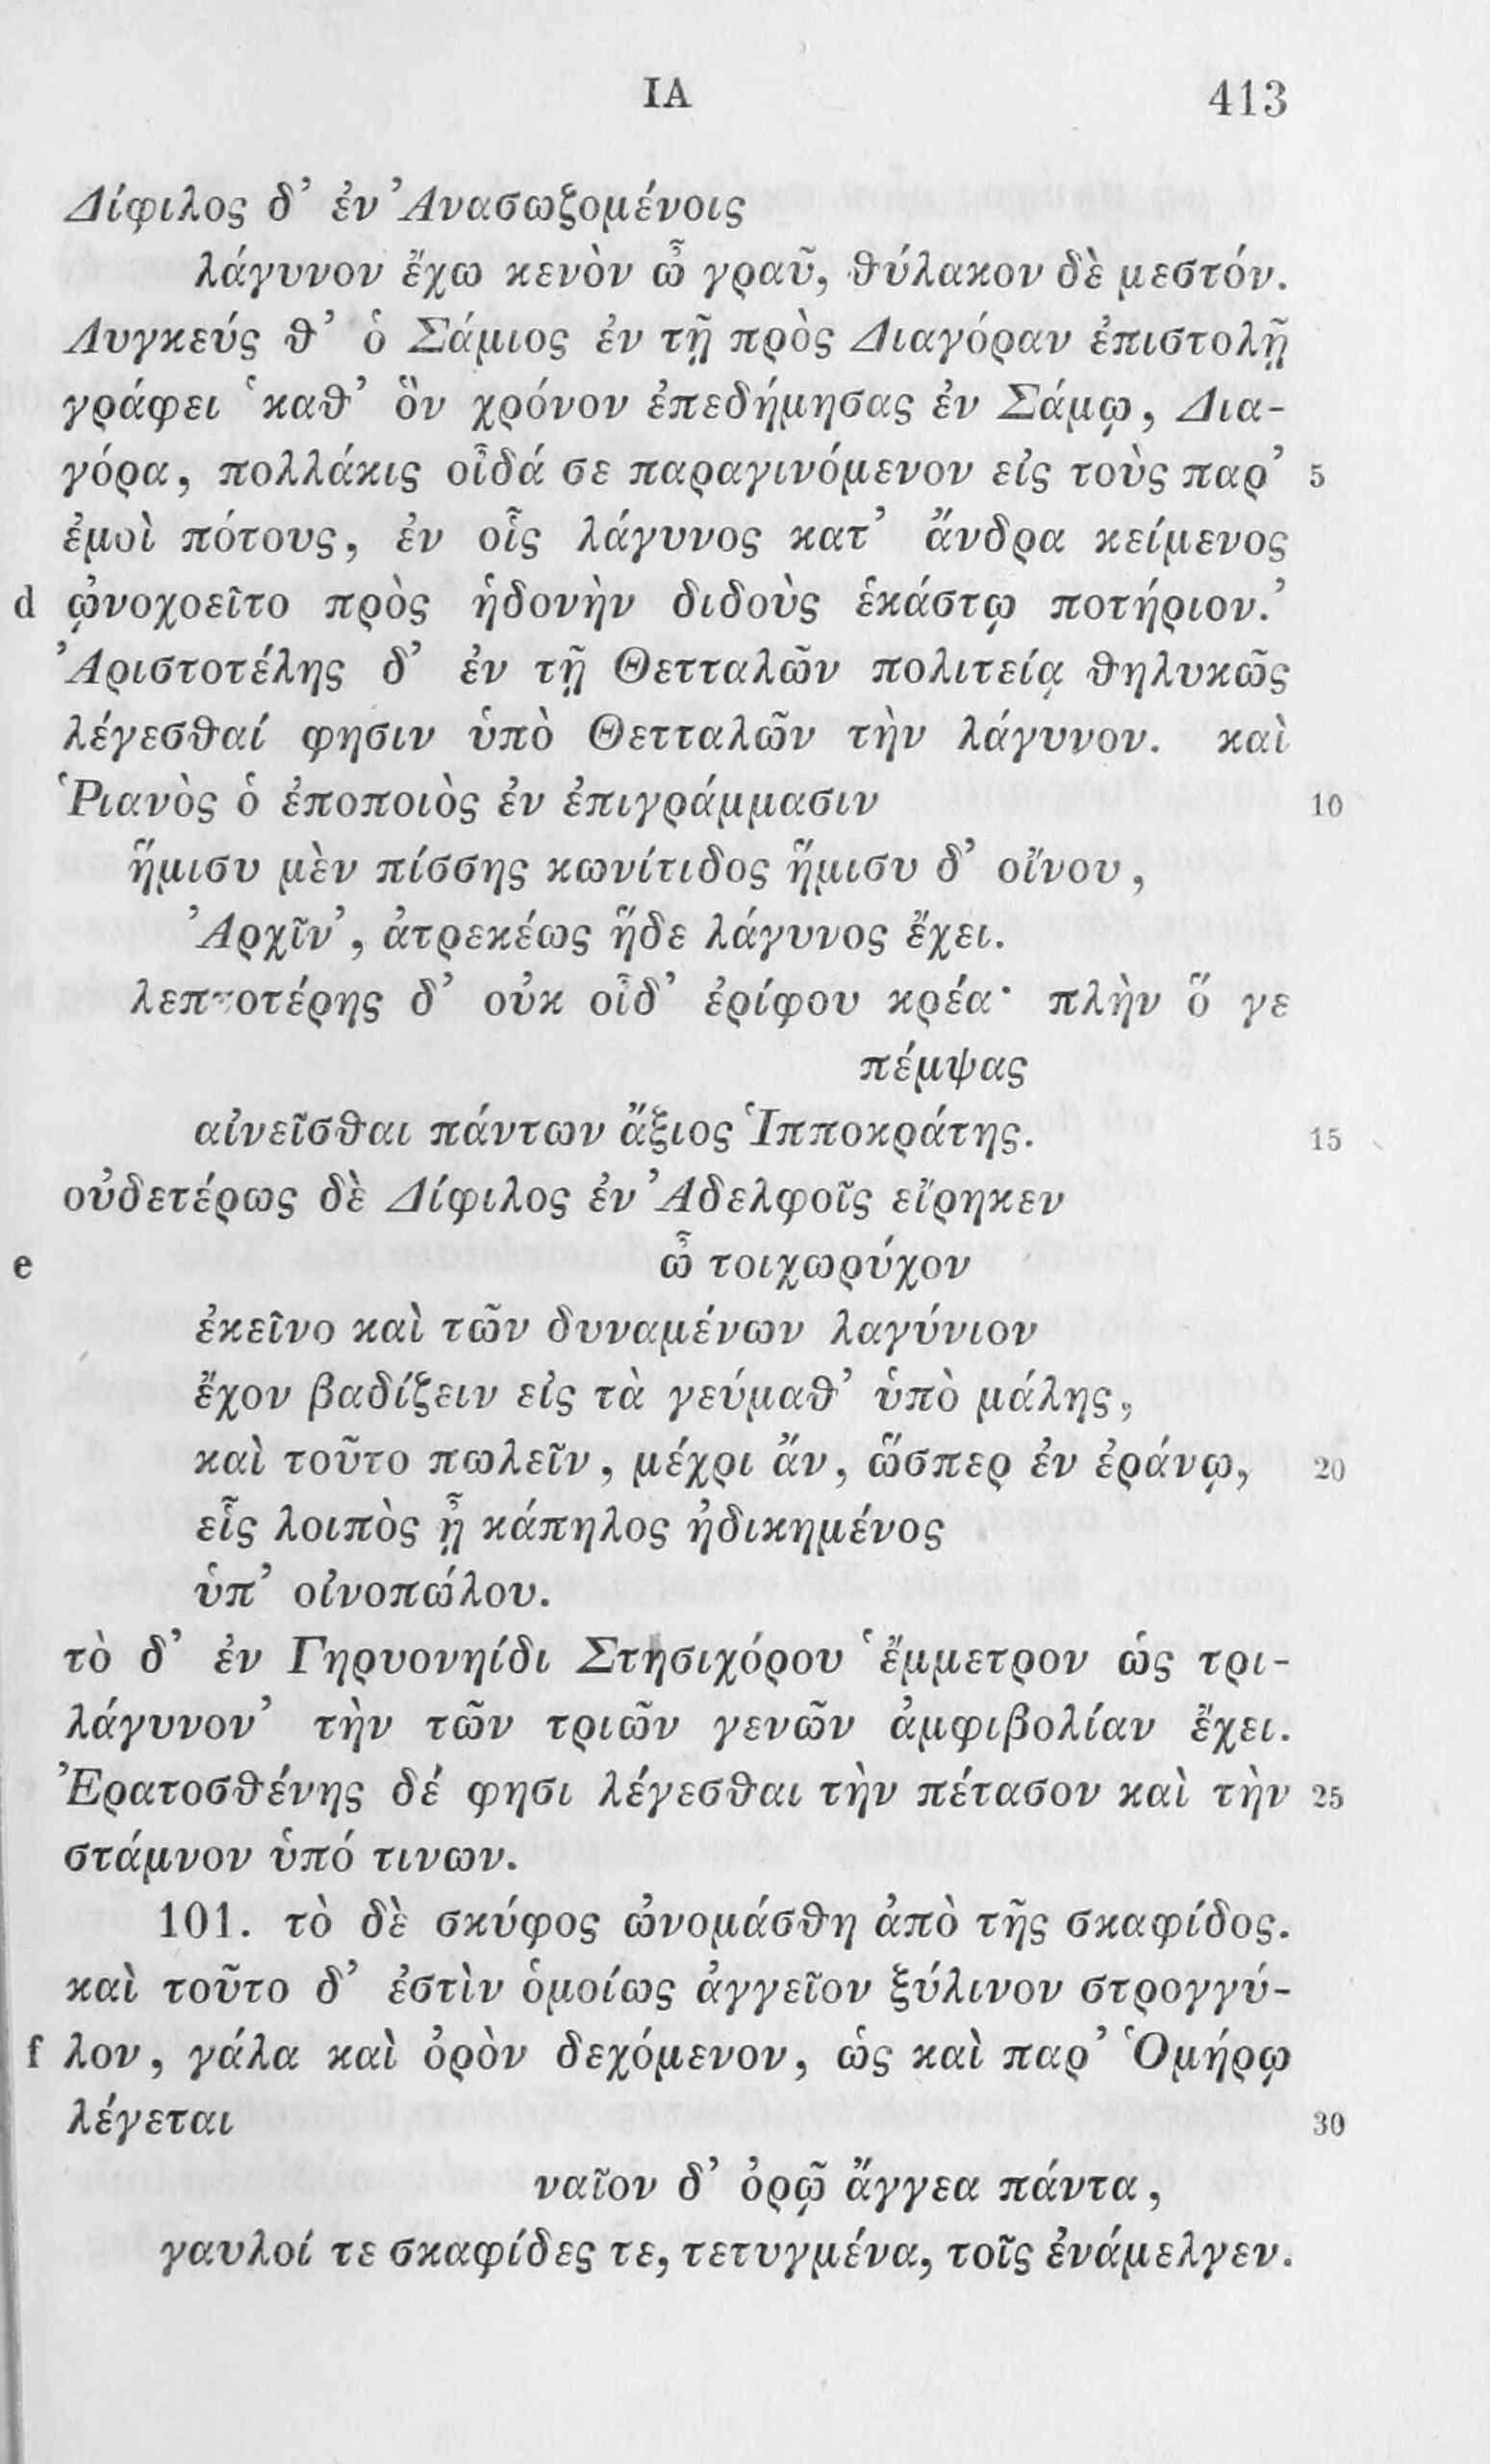 ΙΑ 413
Δίφιλος δ’ ἐν Ἀνασωζομένοις
λάγυνον ἔχω κενὸν ὦ γραῦ, θύλακον δὲ μεστόν.
Λυγκεύς θ’ ὁ Σάμιος ἐν τῇ πρὸς Διαγόραν ἐπιστολῇ
γράφει ‘καθ’ ὃν χρόνον ἐπεδήμησας ἐν Σάμῳ, Δια-
γόρα, πολλάκις οἶδά σε παραγινόμενον εἰς τοὺς παρ’ 5
ἐμοὶ πότους, ἐν οἷς λάγυνος κατ’ ἄνδρα κείμενος
d ᾠνοχοεῖτο πρὸς ἡδονὴν διδοὺς ἑκάστῳ ποτήριον.’
Ἀριστοτέλης δ’ ἐν τῇ Θετταλῶν πολιτείᾳ θηλυκῶς
λέγεσθαί φησιν ὑπὸ Θετταλῶν τὴν λάγυνον. καὶ
Ῥιανὸς ὁ ἐποποιὸς ἐν ἐπιγράμμασιν 10
ἥμισυ μὲν πίσσης κωνίτιδος ἥμισυ δ’ οἴνου,
Ἀρχῖν’, ἀτρεκέως ἥδε λάγυνος ἔχει.
λεπτοτέρης δ’ οὐκ οἶδ’ ἐρίφου κρέα· πλὴν ὅ γε
πέμψας
αἰνεῖσθαι πάντων ἄξιος Ἱπποκράτης. 15
οὐδετέρως δὲ Δίφιλος ἐν Ἀδελφοῖς εἴρηκεν
e ὦ τοιχωρύχον
ἐκεῖνο καὶ τῶν δυναμένων λαγύνιον
ἔχον βαδίζειν εἰς τὰ γεύμαθ’ ὑπὸ μάλης,
καὶ τοῦτο πωλεῖν, μέχρι ἄν, ὥσπερ ἐν ἐράνῳ, 20
εἷς λοιπὸς ᾖ κάπηλος ἠδικημένος
ὑπ’ οἰνοπώλου.
τὸ δ’ ἐν Γηρυονηίδι Στησιχόρου ‘ἔμμετρον ὡς τρι-
λάγυνον’ τὴν τῶν τριῶν γενῶν ἀμφιβολίαν ἔχει.
Ἐρατοσθένης δέ φησι λέγεσθαι τὴν πέτασον καὶ τὴν 25
στάμνον ὑπό τινων.
101. τὸ δὲ σκύφος ὠνομάσθη ἀπὸ τῆς σκαφίδος.
καὶ τοῦτο δ’ ἐστὶν ὁμοίως ἀγγεῖον ξύλινον στρογγύ-
f λον, γάλα καὶ ὀρὸν δεχόμενον, ὡς καὶ παρ’ Ὁμήρῳ
λέγεται 30
ναῖον δ’ ὀρῷ ἄγγεα πάντα,
γαυλοί τε σκαφίδες τε, τετυγμένα, τοῖς ἐνάμελγεν.